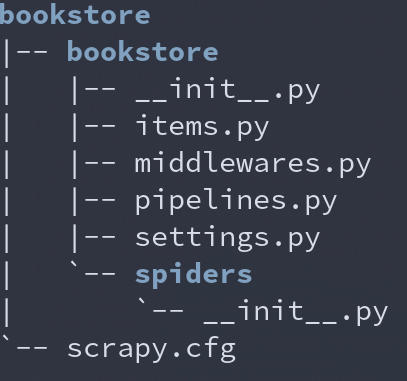 bookstore
|-- bookstore
|   |-- __init__.py
|   |-- items.py
|   |-- middlewares.py
|   |-- pipelines.py
|   |-- settings.py
|   `-- spiders
|       `-- __init__.py
`-- scrapy.cfg